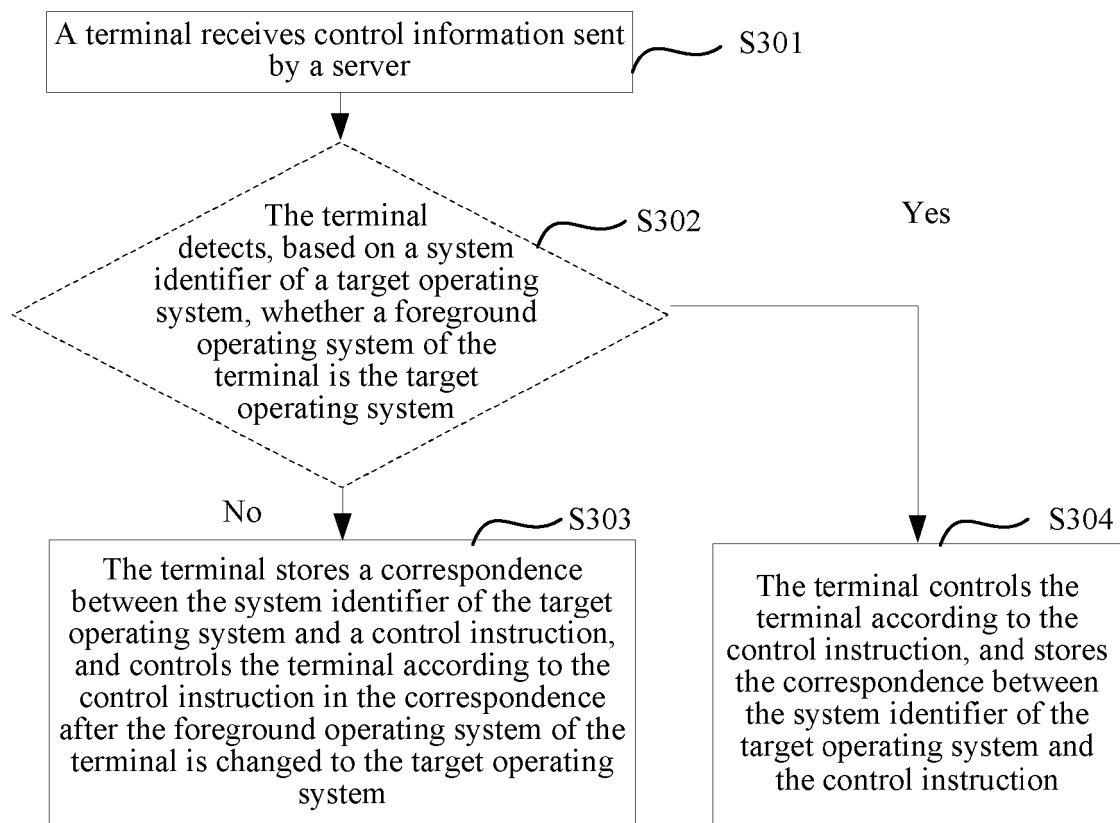 A terminal receives control information sent
by a server
S301
The terminal
detects, based on a system
identifier of a target operating
system, whether a foreground
operating system of the
terminal is the target
operating system
S302
Yes
No
S303
The terminal stores a correspondence
between the system identifier of the target
operating system and a control instruction,
and controls the terminal according to the
control instruction in the correspondence
after the foreground operating system of the
terminal is changed to the target operating
system
S304
The terminal controls the
terminal according to the
control instruction, and stores
the correspondence between
the system identifier of the
target operating system and
the control instruction